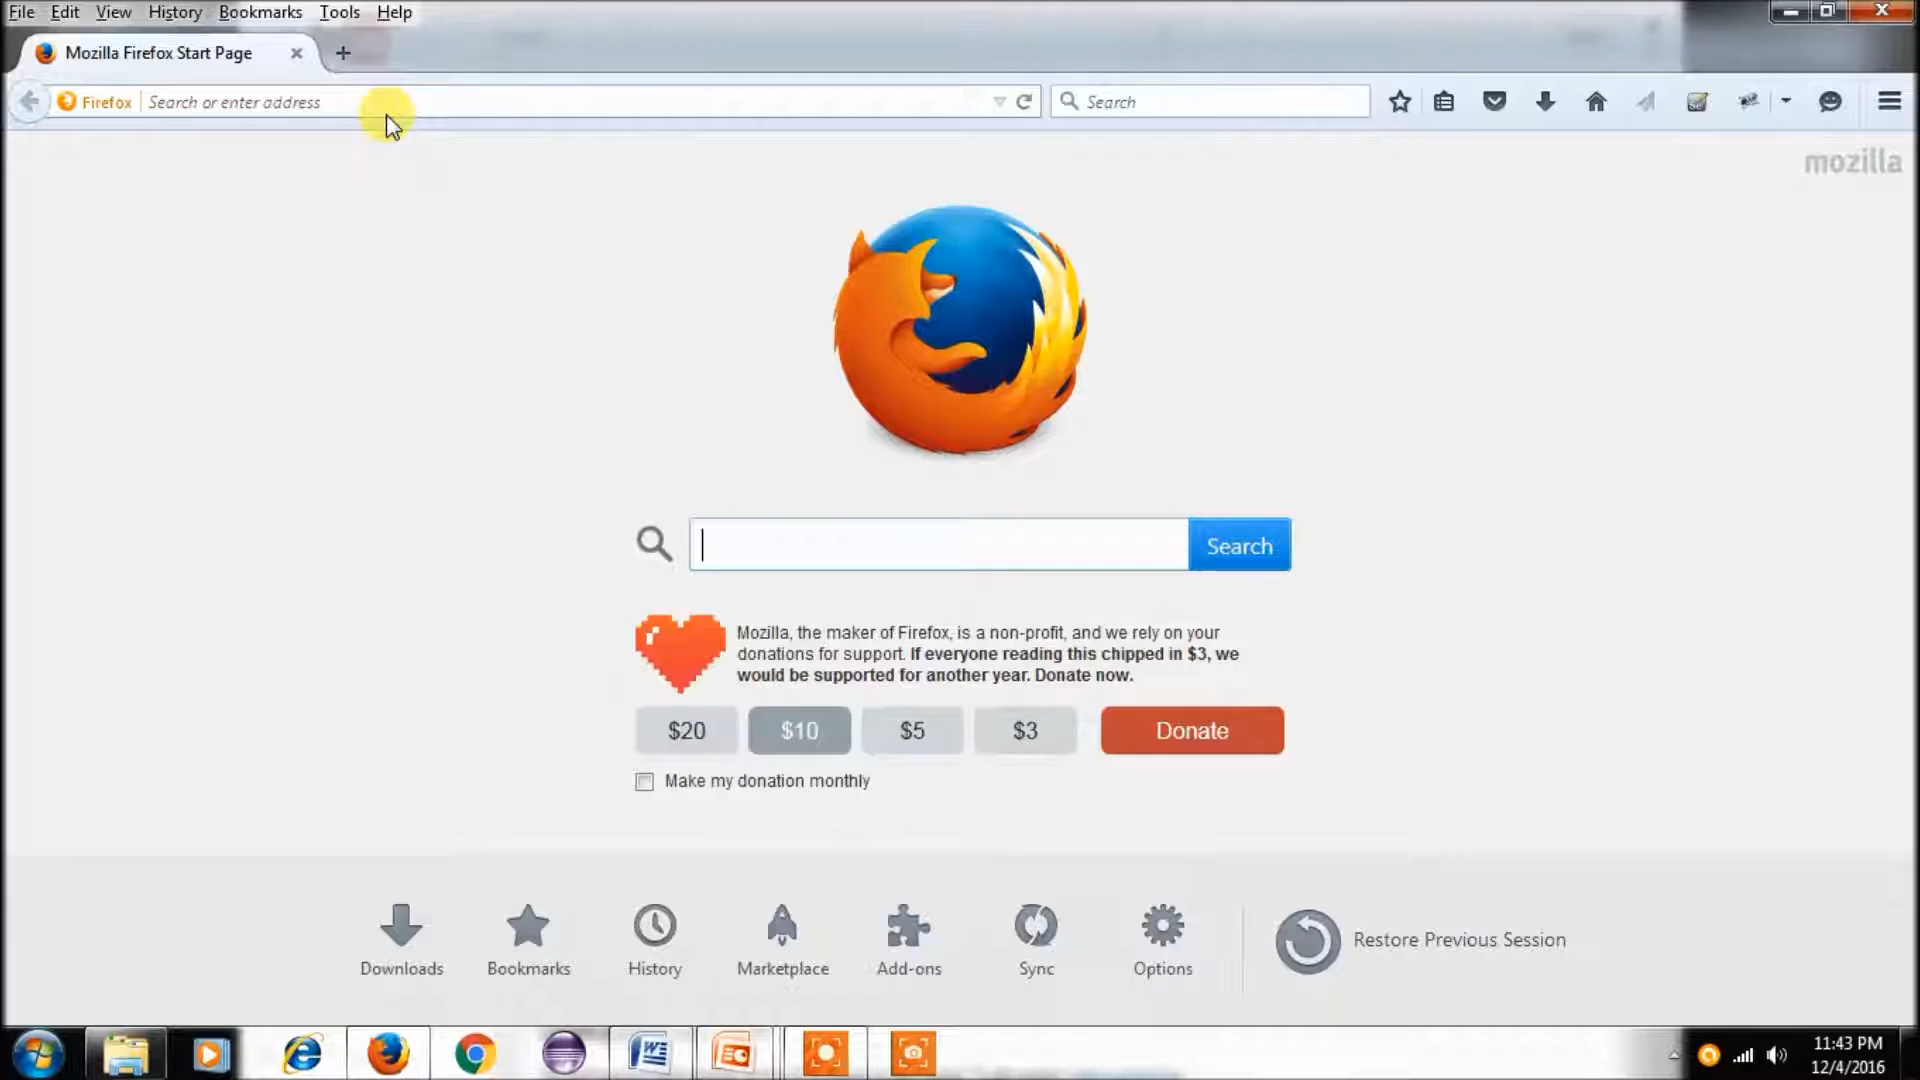 File Edit View History Bookmarks Tools Help
Mozilla Firefox Start Page
Firefox Search or enter address Search
mozilla
Search
Mozilla, the maker of Firefox, is a non-profit, and we rely on your
donations for support. If everyone reading this chipped in $3, we
would be supported for another year. Donate now.
$20 $10 $5 $3 Donate
Make my donation monthly
Downloads Bookmarks History Marketplace Add-ons Sync Options Restore Previous Session
11:43 PM
12/4/2016